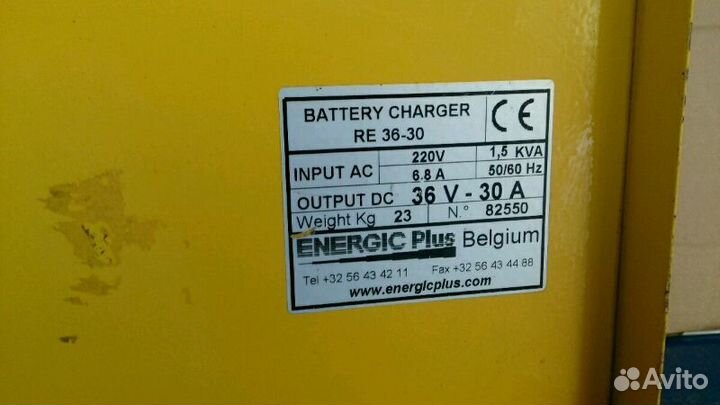 BATTERY CHARGER
RE 36-30
CE
INPUT AC 220V 1,5 KVA
6.8 A 50/60 Hz
OUTPUT DC 36 V - 30 A
Weight Kg 23 N.° 82550
ENERGIC Plus Belgium
Tel +32 56 43 42 11 Fax +32 56 43 44 88
www.energicplus.com
Avito